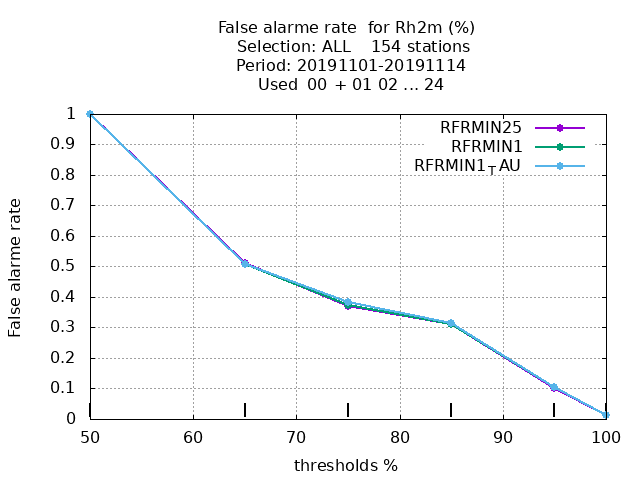 False alarme rate  for Rh2m (%)
Selection: ALL    154 stations
Period: 20191101-20191114
Used  00  + 01 02 ... 24
RFRMIN25
RFRMIN1
RFRMIN1TAU
False alarme rate
1
0.9
0.8
0.7
0.6
0.5
0.4
0.3
0.2
0.1
0
50 60 70 80 90 100
thresholds %